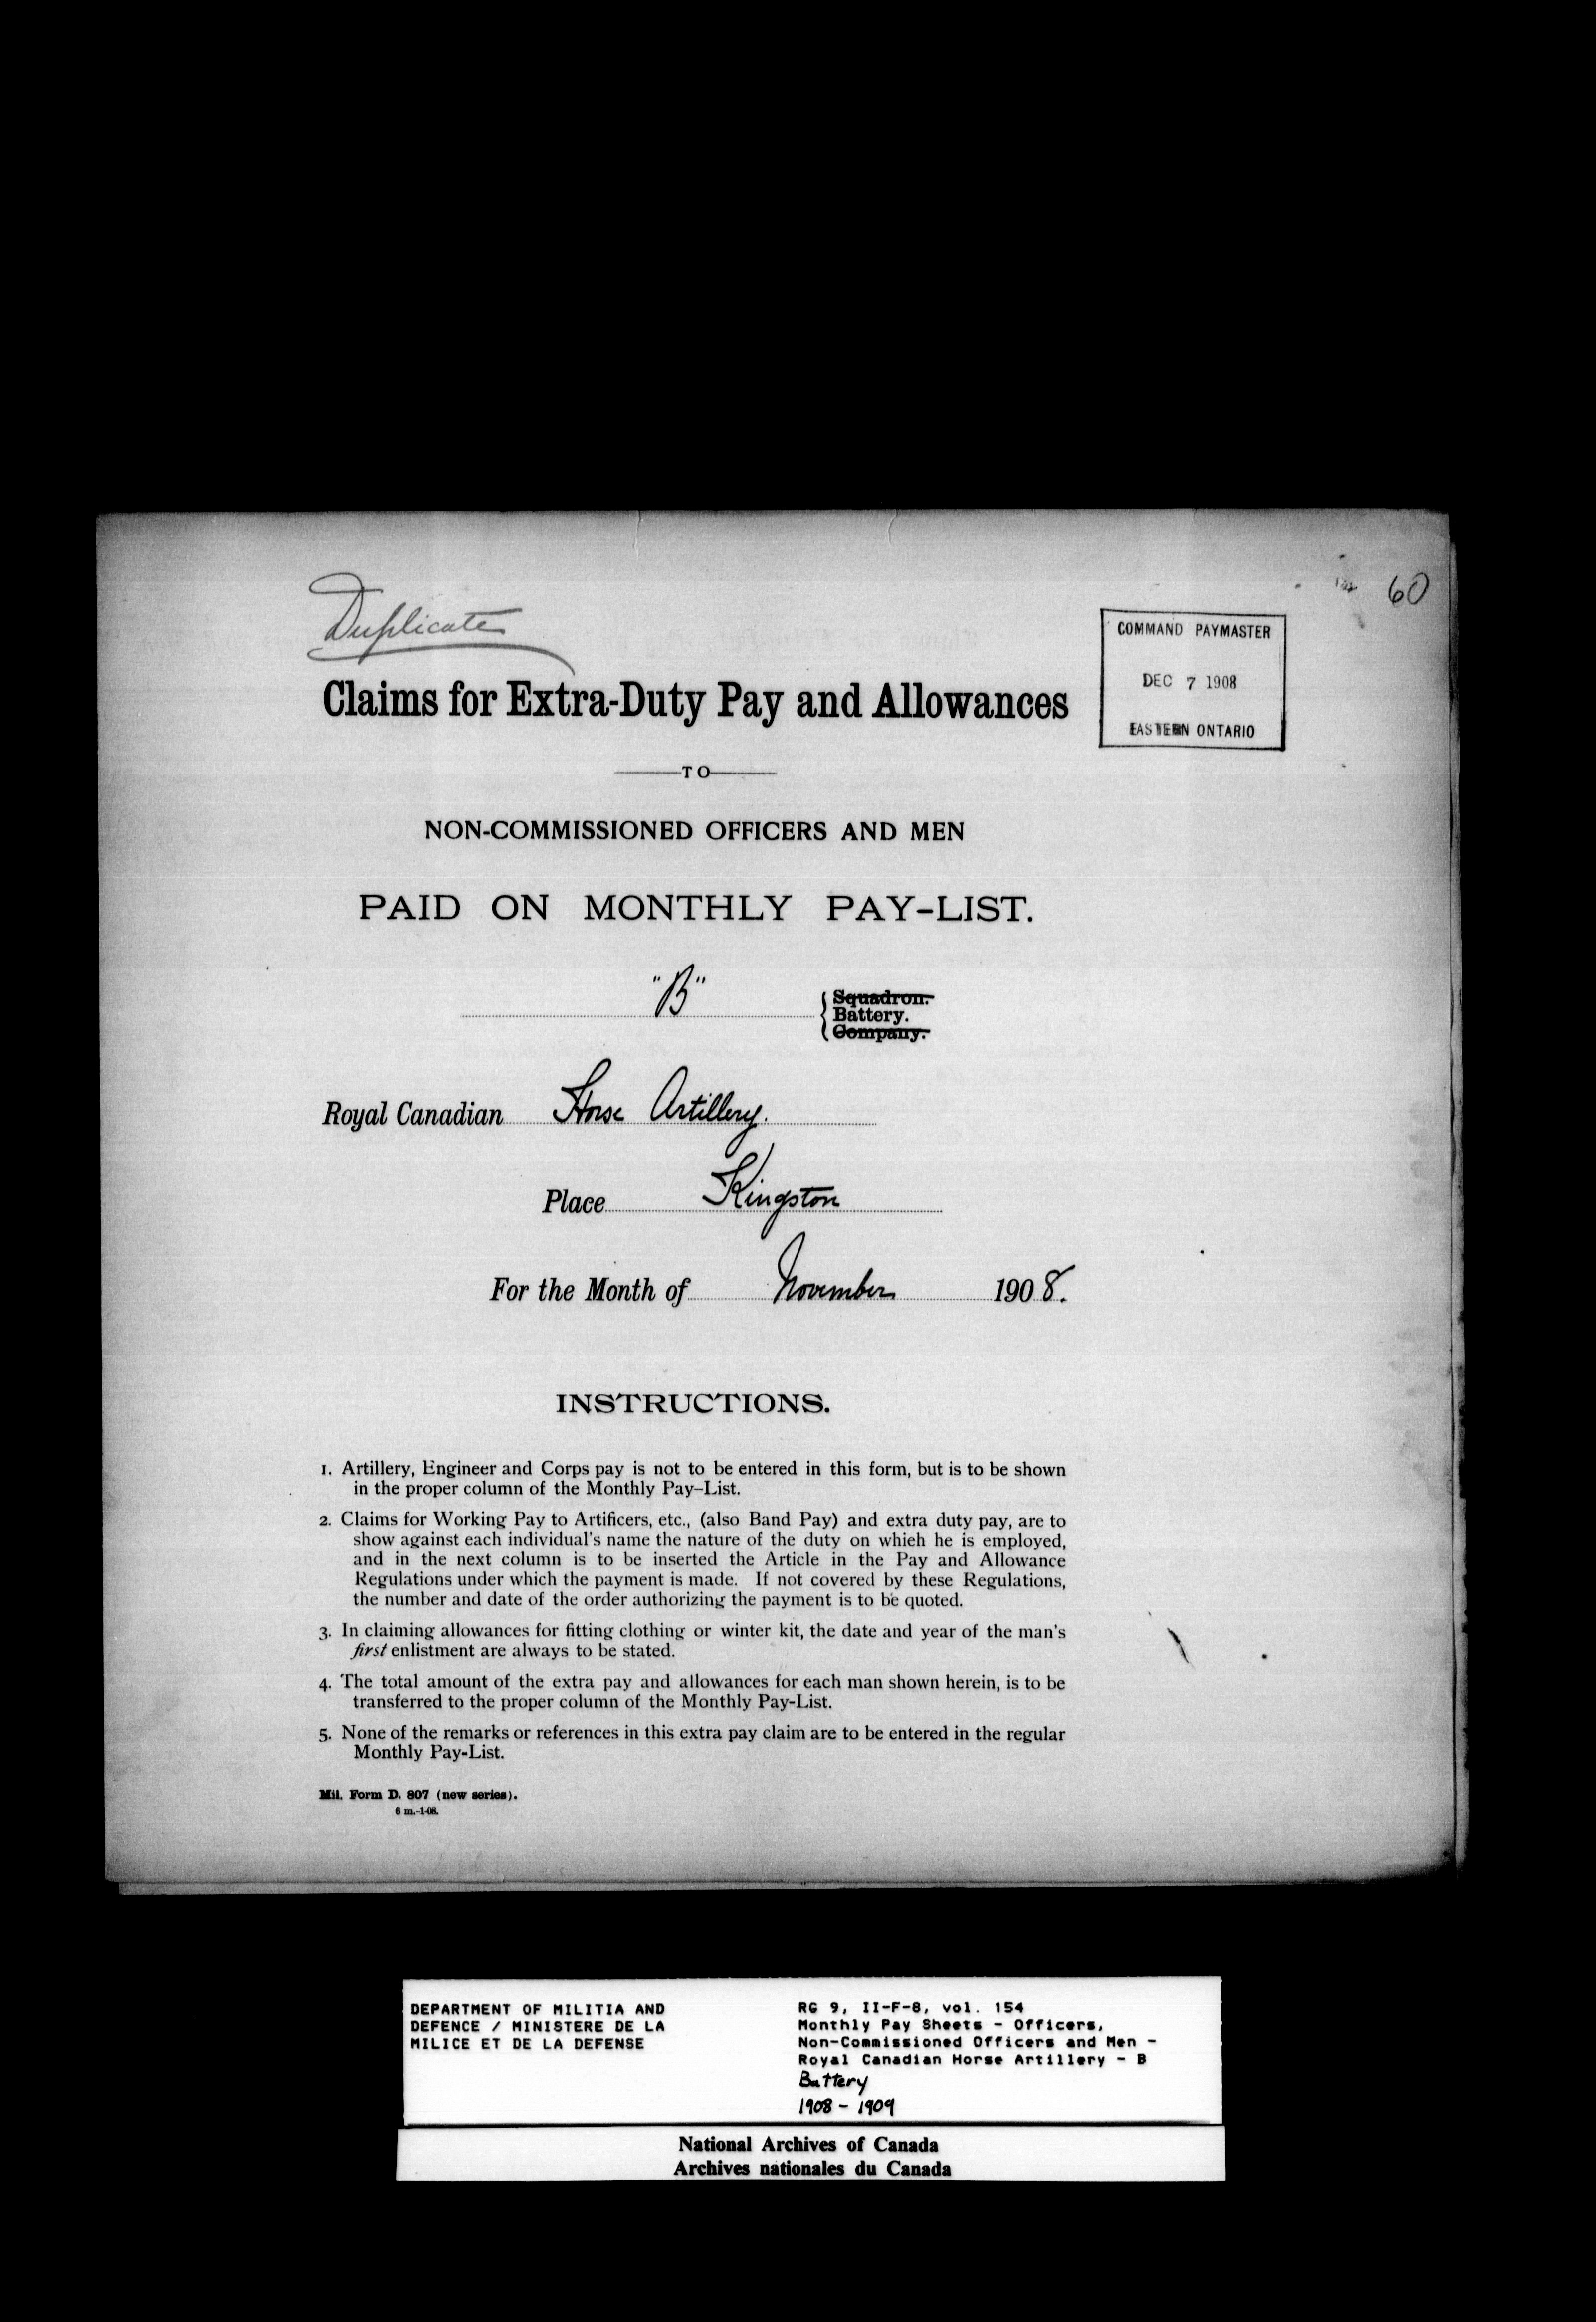 Duplicate
60
COMMAND PAYMASTER
DEC 7 1908
EASTERN ONTARIO
Claims for Extra-Duty Pay and Allowances
TO
NON-COMMISSIONED OFFICERS AND MEN
PAID ON MONTHLY PAY-LIST.
"B"
Squadron.
Battery.
Company.
Royal Canadian Horse Artillery.
Place Kingston
For the Month of November 1908.
INSTRUCTIONS.
1. Artillery, Engineer and Corps pay is not to be entered in this form, but is to be shown
in the proper column of the Monthly Pay-List.
2. Claims for Working Pay to Artificers, etc., (also Band Pay) and extra duty pay, are to
show against each individual's name the nature of the duty on which he is employed,
and in the next column is to be inserted the Article in the Pay and Allowance
Regulations under which the payment is made. If not covered by these Regulations,
the number and date of the order authorizing the payment is to be quoted.
3. In claiming allowances for fitting clothing or winter kit, the date and year of the man's
first enlistment are always to be stated.
4. The total amount of the extra pay and allowances for each man shown herein, is to be
transferred to the proper column of the Monthly Pay-List.
5. None of the remarks or references in this extra pay claim are to be entered in the regular
Monthly Pay-List.
Mil. Form D. 807 (new series).
6 m.-1-08.
DEPARTMENT OF MILITIA AND
DEFENCE / MINISTERE DE LA
MILICE ET DE LA DEFENSE
RG 9, II-F-8, vol. 154
Monthly Pay Sheets - Officers,
Non-Commissioned Officers and Men -
Royal Canadian Horse Artillery - B
Battery
1908 - 1909
National Archives of Canada
Archives nationales du Canada